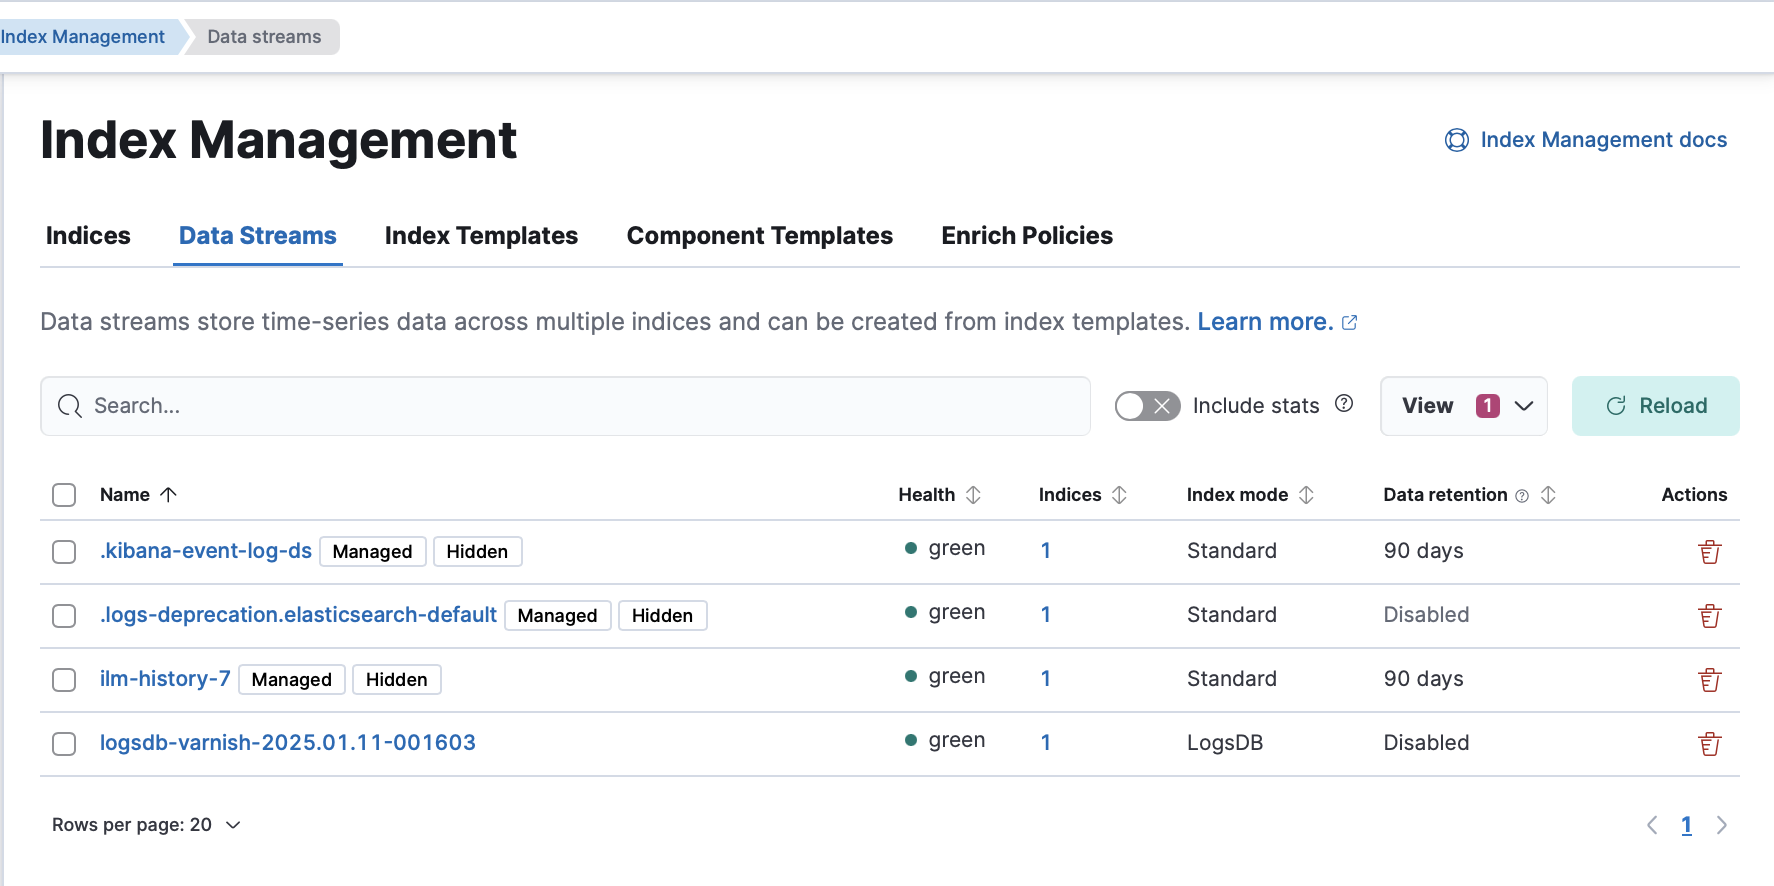 Index Management
Data streams
Index Management
Index Management docs
Indices
Data Streams
Index Templates
Component Templates
Enrich Policies
Data streams store time-series data across multiple indices and can be created from index templates. Learn more.
Search...
Include stats
View 1
Reload
Name Health Indices Index mode Data retention Actions
.kibana-event-log-ds Managed Hidden green 1 Standard 90 days
.logs-deprecation.elasticsearch-default Managed Hidden green 1 Standard Disabled
ilm-history-7 Managed Hidden green 1 Standard 90 days
logsdb-varnish-2025.01.11-001603 green 1 LogsDB Disabled
Rows per page: 20
1